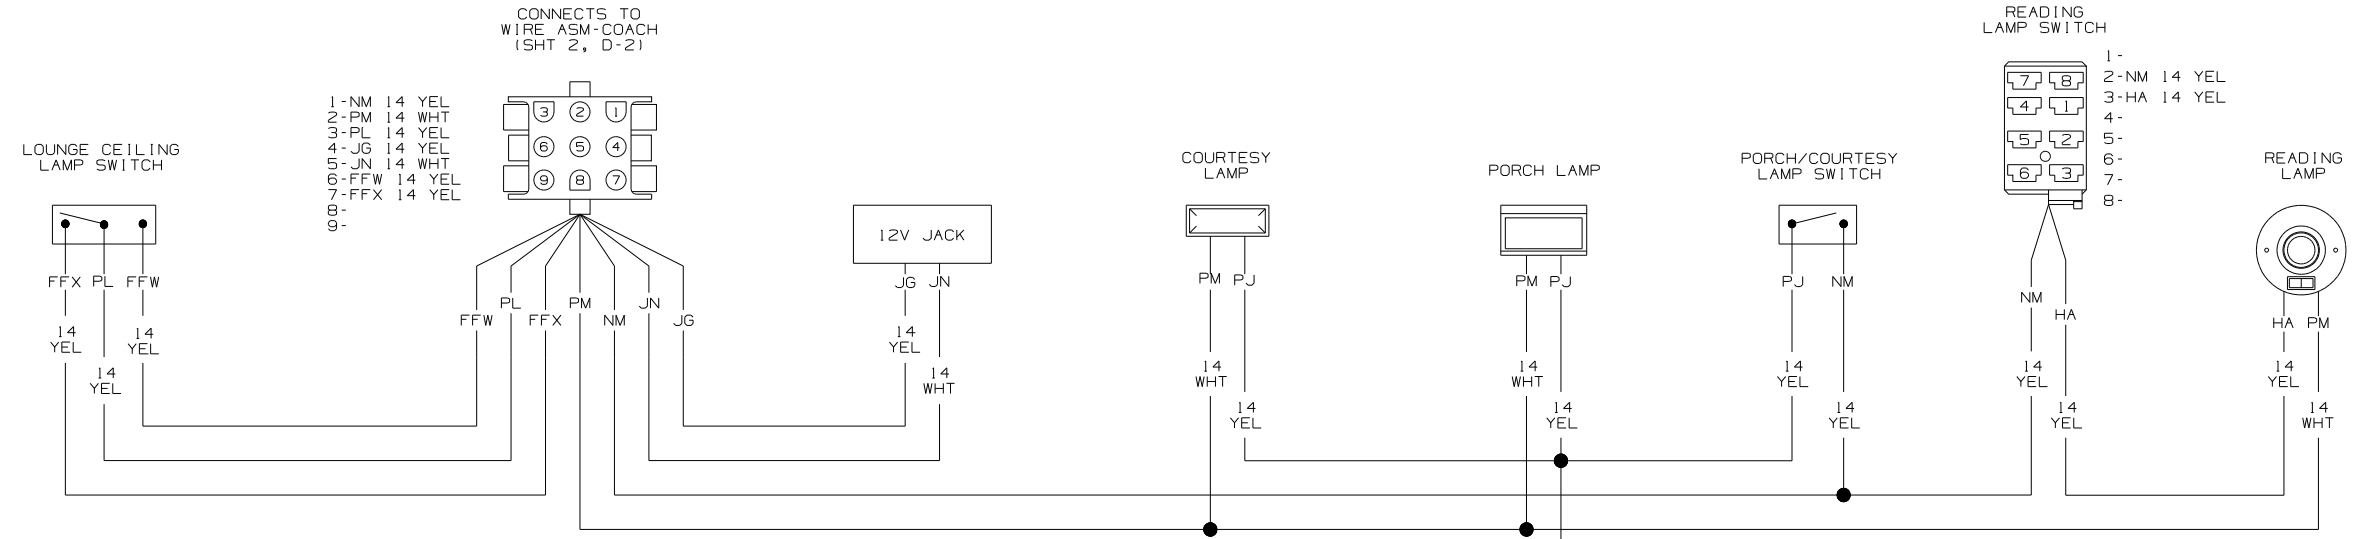 CONNECTS TO
WIRE ASM-COACH
(SHT 2, D-2)
1-NM 14 YEL
2-PM 14 WHT
3-PL 14 YEL
4-JG 14 YEL
5-JN 14 WHT
6-FFW 14 YEL
7-FFX 14 YEL
8-
9-
3 2 1
6 5 4
9 8 7
LOUNGE CEILING
LAMP SWITCH
FFX PL FFW
14
YEL
14
YEL
14
YEL
FFW
PL
FFX
PM
NM
JN
JG
12V JACK
JG JN
14
YEL
14
WHT
COURTESY
LAMP
PM PJ
14
WHT
14
YEL
PORCH LAMP
PM PJ
14
WHT
14
YEL
PORCH/COURTESY
LAMP SWITCH
PJ NM
14
YEL
14
YEL
READING
LAMP SWITCH
1-
2-NM 14 YEL
3-HA 14 YEL
4-
5-
6-
7-
8-
7 8
4 1
5 2
6 3
NM
HA
14
YEL
14
YEL
READING
LAMP
HA PM
14
YEL
14
WHT